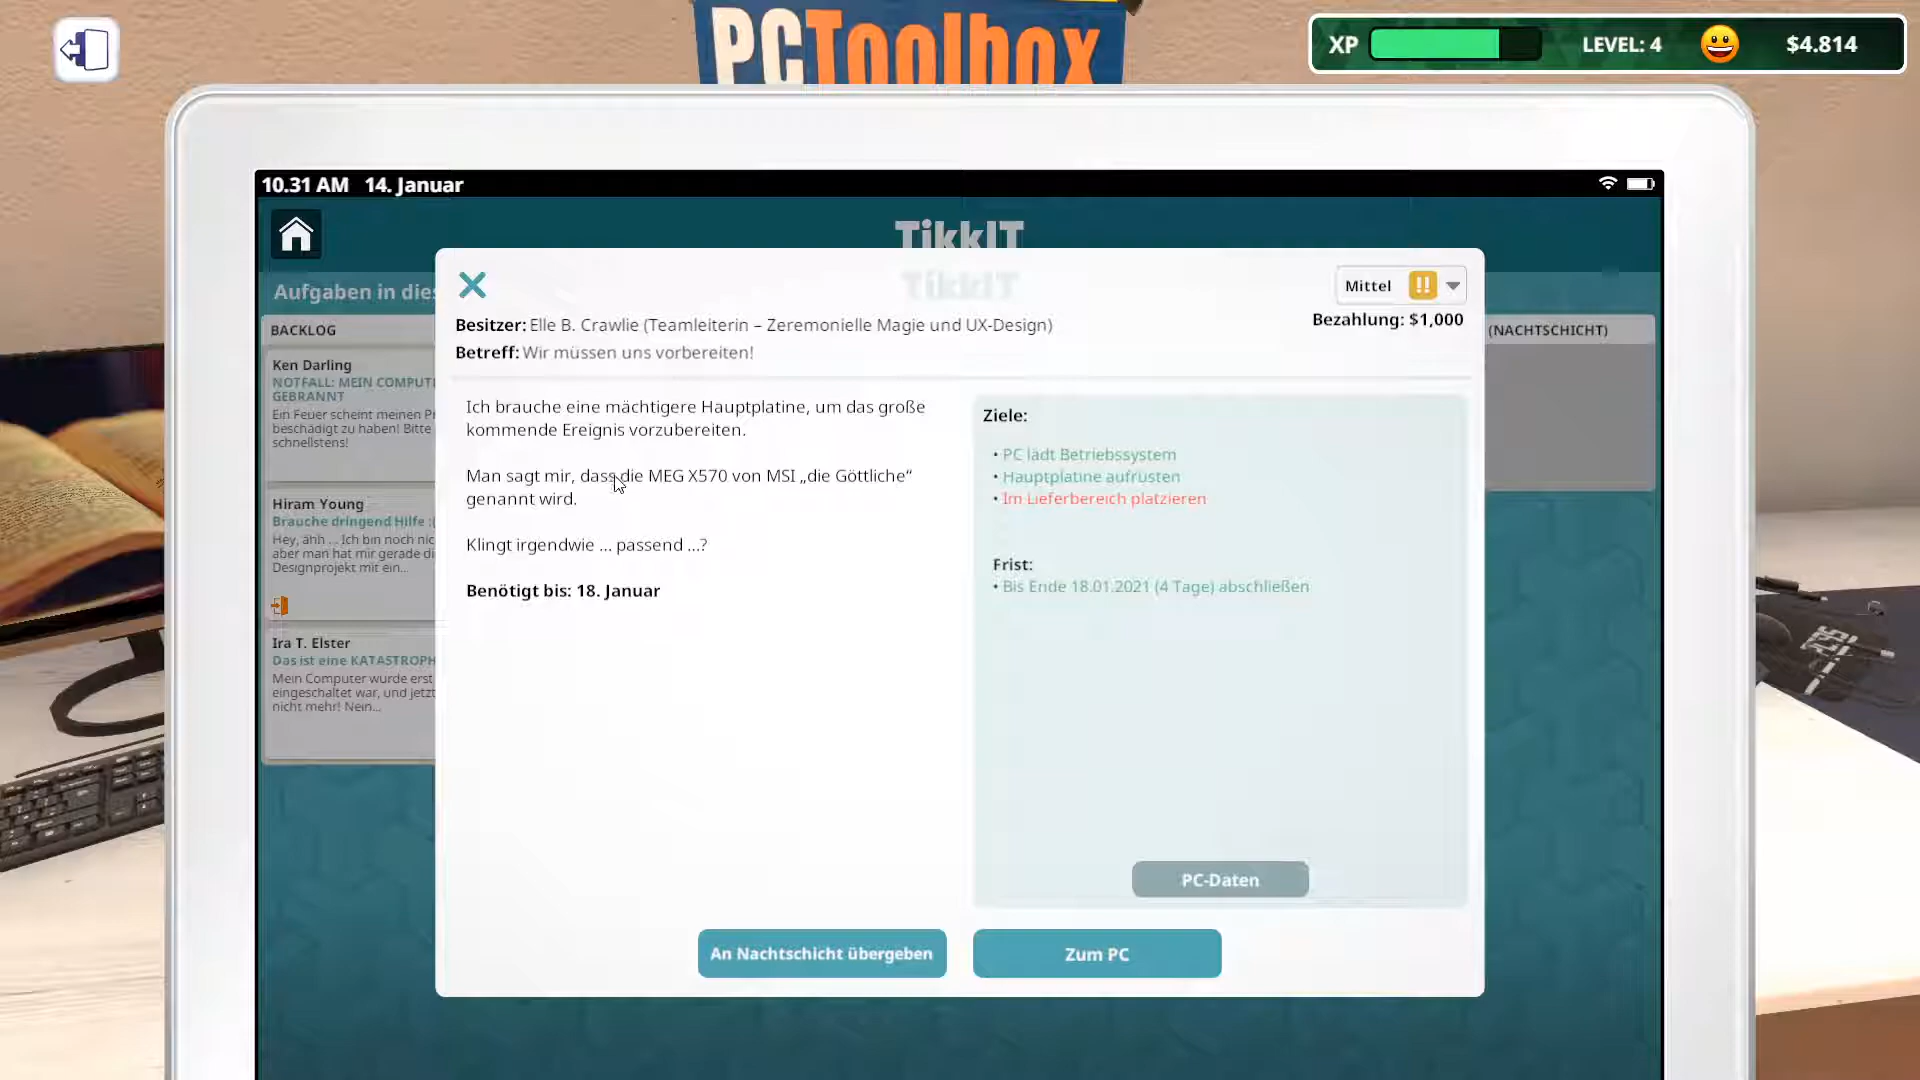 PCToolbox
XP
LEVEL: 4
$4.814
10.31 AM 14. Januar
TikkIT
Aufgaben in dies
BACKLOG
Ken Darling
NOTFALL: MEIN COMPUT
GEBRANNT
Ein Feuer scheint meinen P
beschädigt zu haben! Bitte
schnellstens!
Hiram Young
Brauche dringend Hilfe :(
Hey, ähh ... Ich bin noch nic
aber man hat mir gerade di
Designprojekt mit ein...
Ira T. Elster
Das ist eine KATASTROPH
Mein Computer wurde erst
eingeschaltet war, und jetzt
nicht mehr! Nein...
(NACHTSCHICHT)
TikkIT
Mittel !!
Bezahlung: $1,000
Besitzer: Elle B. Crawlie (Teamleiterin – Zeremonielle Magie und UX-Design)
Betreff: Wir müssen uns vorbereiten!
Ich brauche eine mächtigere Hauptplatine, um das große
kommende Ereignis vorzubereiten.
Man sagt mir, dass die MEG X570 von MSI „die Göttliche“
genannt wird.
Klingt irgendwie ... passend ...?
Benötigt bis: 18. Januar
Ziele:
• PC lädt Betriebssystem
• Hauptplatine aufrüsten
• Im Lieferbereich platzieren
Frist:
• Bis Ende 18.01.2021 (4 Tage) abschließen
PC-Daten
An Nachtschicht übergeben
Zum PC